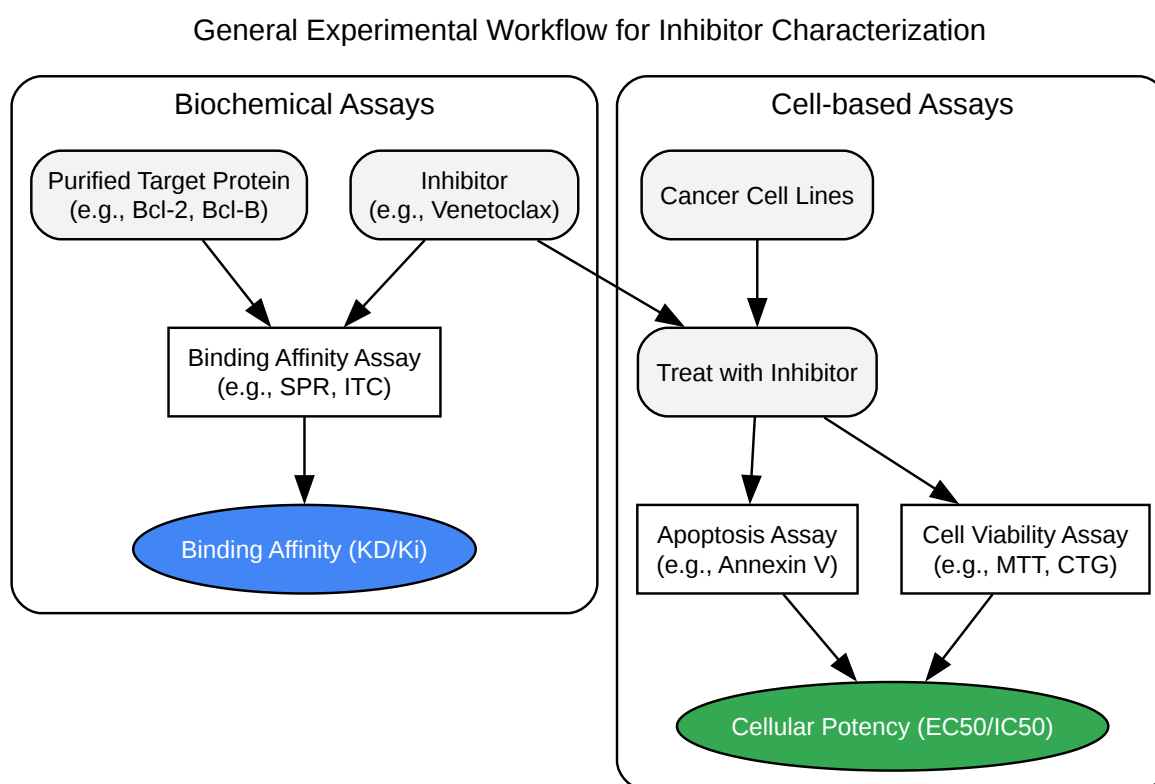 General Experimental Workflow for Inhibitor Characterization
Biochemical Assays
Purified Target Protein
(e.g., Bcl-2, Bcl-B)
Inhibitor
(e.g., Venetoclax)
Binding Affinity Assay
(e.g., SPR, ITC)
Binding Affinity (KD/Ki)
Cell-based Assays
Cancer Cell Lines
Treat with Inhibitor
Apoptosis Assay
(e.g., Annexin V)
Cell Viability Assay
(e.g., MTT, CTG)
Cellular Potency (EC50/IC50)